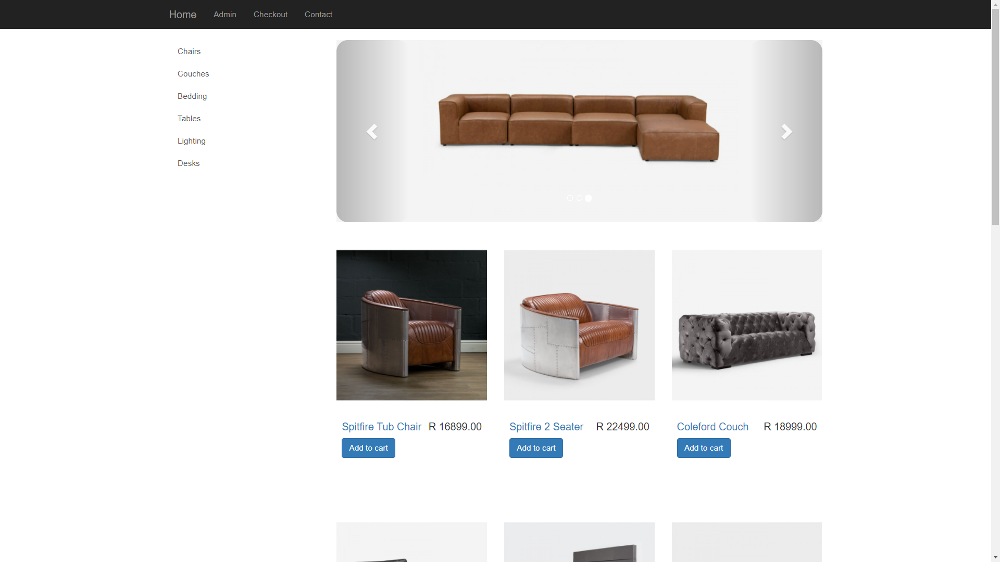 Home Admin Checkout Contact
Chairs
Couches
Bedding
Tables
Lighting
Desks
Spitfire Tub Chair R 16899.00
Add to cart
Spitfire 2 Seater R 22499.00
Add to cart
Coleford Couch R 18999.00
Add to cart